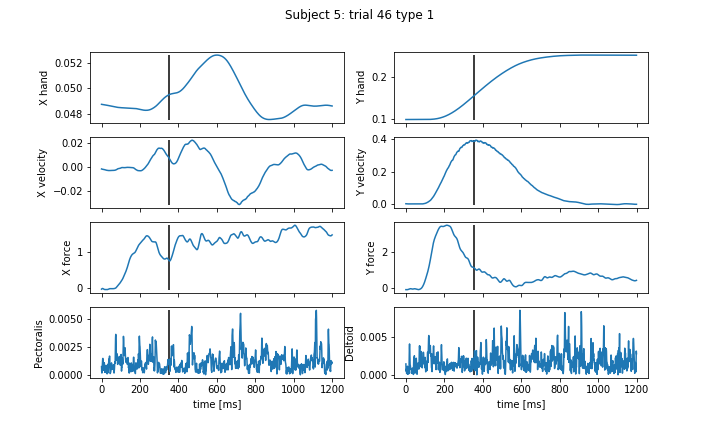 Subject 5: trial 46 type 1
X hand
0.052
0.050
0.048
Y hand
0.2
0.1
X velocity
0.02
0.00
−0.02
Y velocity
0.4
0.2
0.0
X force
1
0
Y force
2
0
Pectoralis
0.0050
0.0025
0.0000
0 200 400 600 800 1000 1200
time [ms]
Deltoid
0.005
0.000
0 200 400 600 800 1000 1200
time [ms]